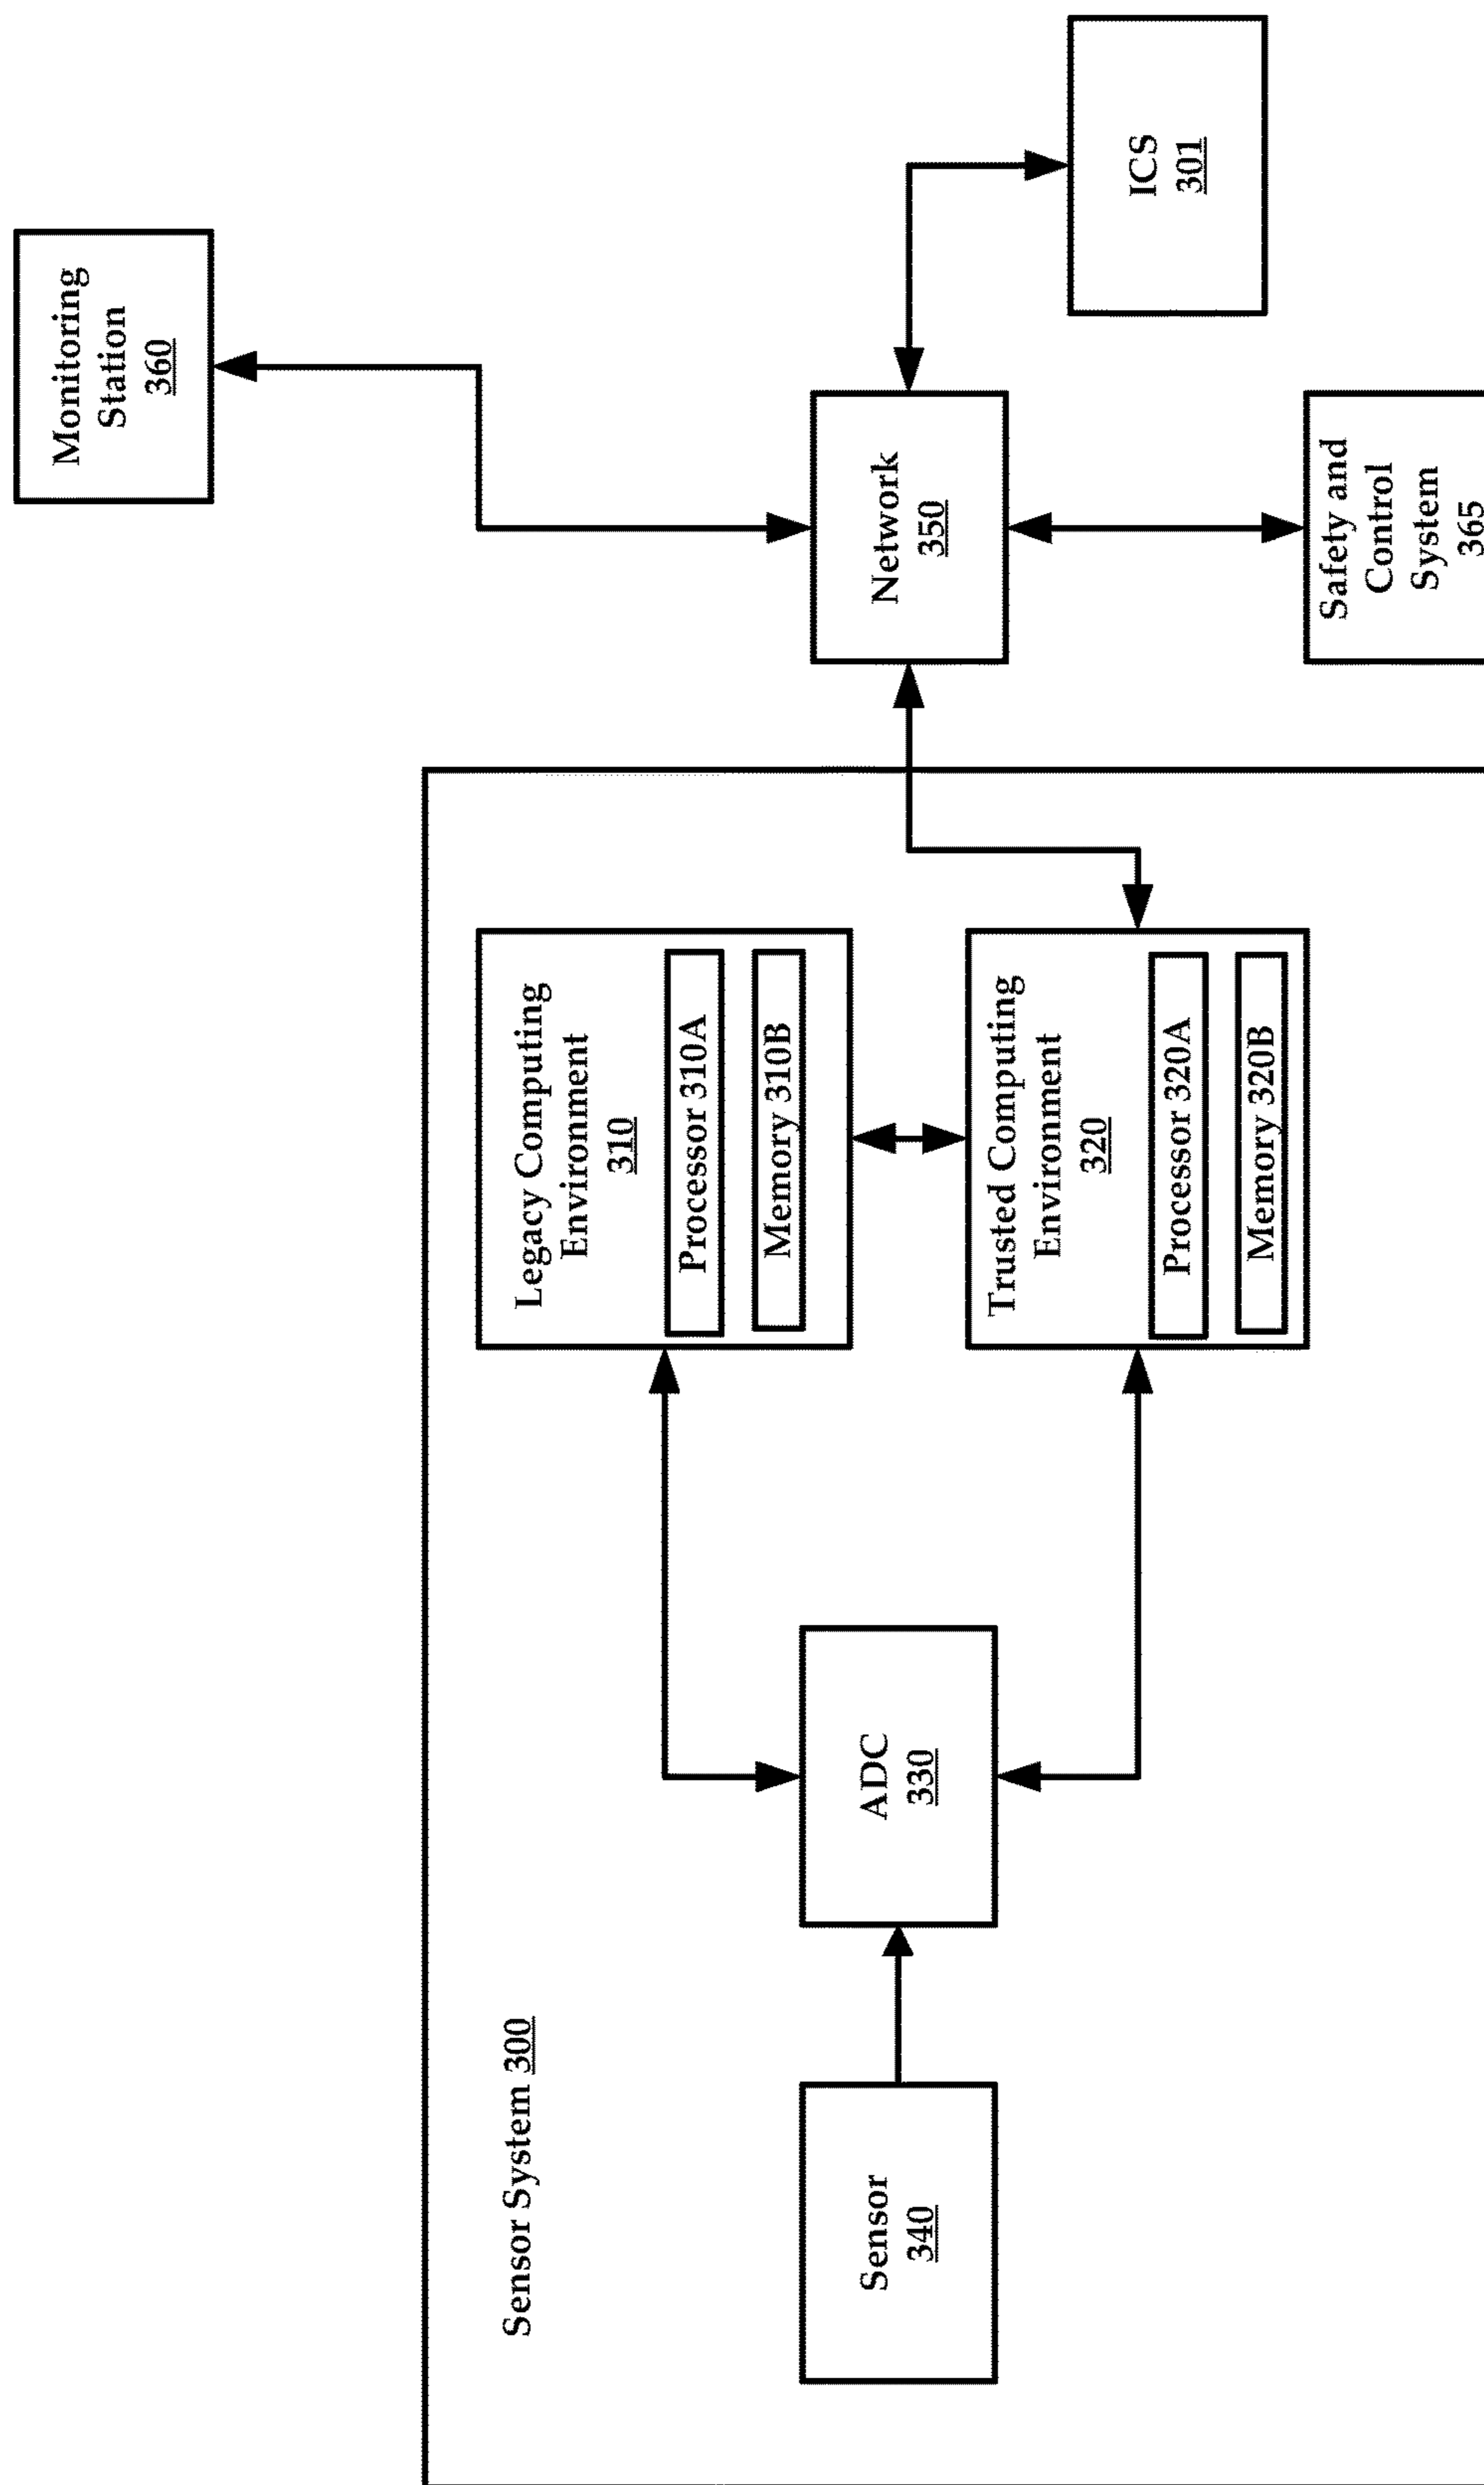 Monitoring
Station
360
Sensor System 300
Legacy Computing
Environment
310
Processor 310A
Memory 310B
Sensor
340
ADC
330
Network
350
ICS
301
Trusted Computing
Environment
320
Processor 320A
Memory 320B
Safety and
Control
System
365